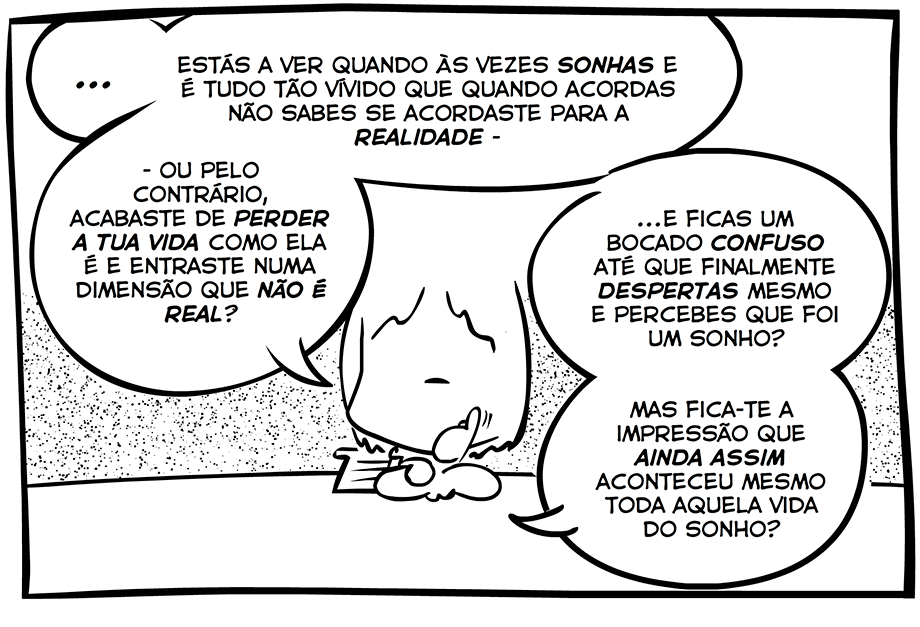 ...
ESTÁS A VER QUANDO ÀS VEZES SONHAS E
É TUDO TÃO VÍVIDO QUE QUANDO ACORDAS
NÃO SABES SE ACORDASTE PARA A
REALIDADE -
- OU PELO
CONTRÁRIO,
ACABASTE DE PERDER
A TUA VIDA COMO ELA
É E ENTRASTE NUMA
DIMENSÃO QUE NÃO É
REAL?
...E FICAS UM
BOCADO CONFUSO
ATÉ QUE FINALMENTE
DESPERTAS MESMO
E PERCEBES QUE FOI
UM SONHO?
MAS FICA-TE A
IMPRESSÃO QUE
AINDA ASSIM
ACONTECEU MESMO
TODA AQUELA VIDA
DO SONHO?